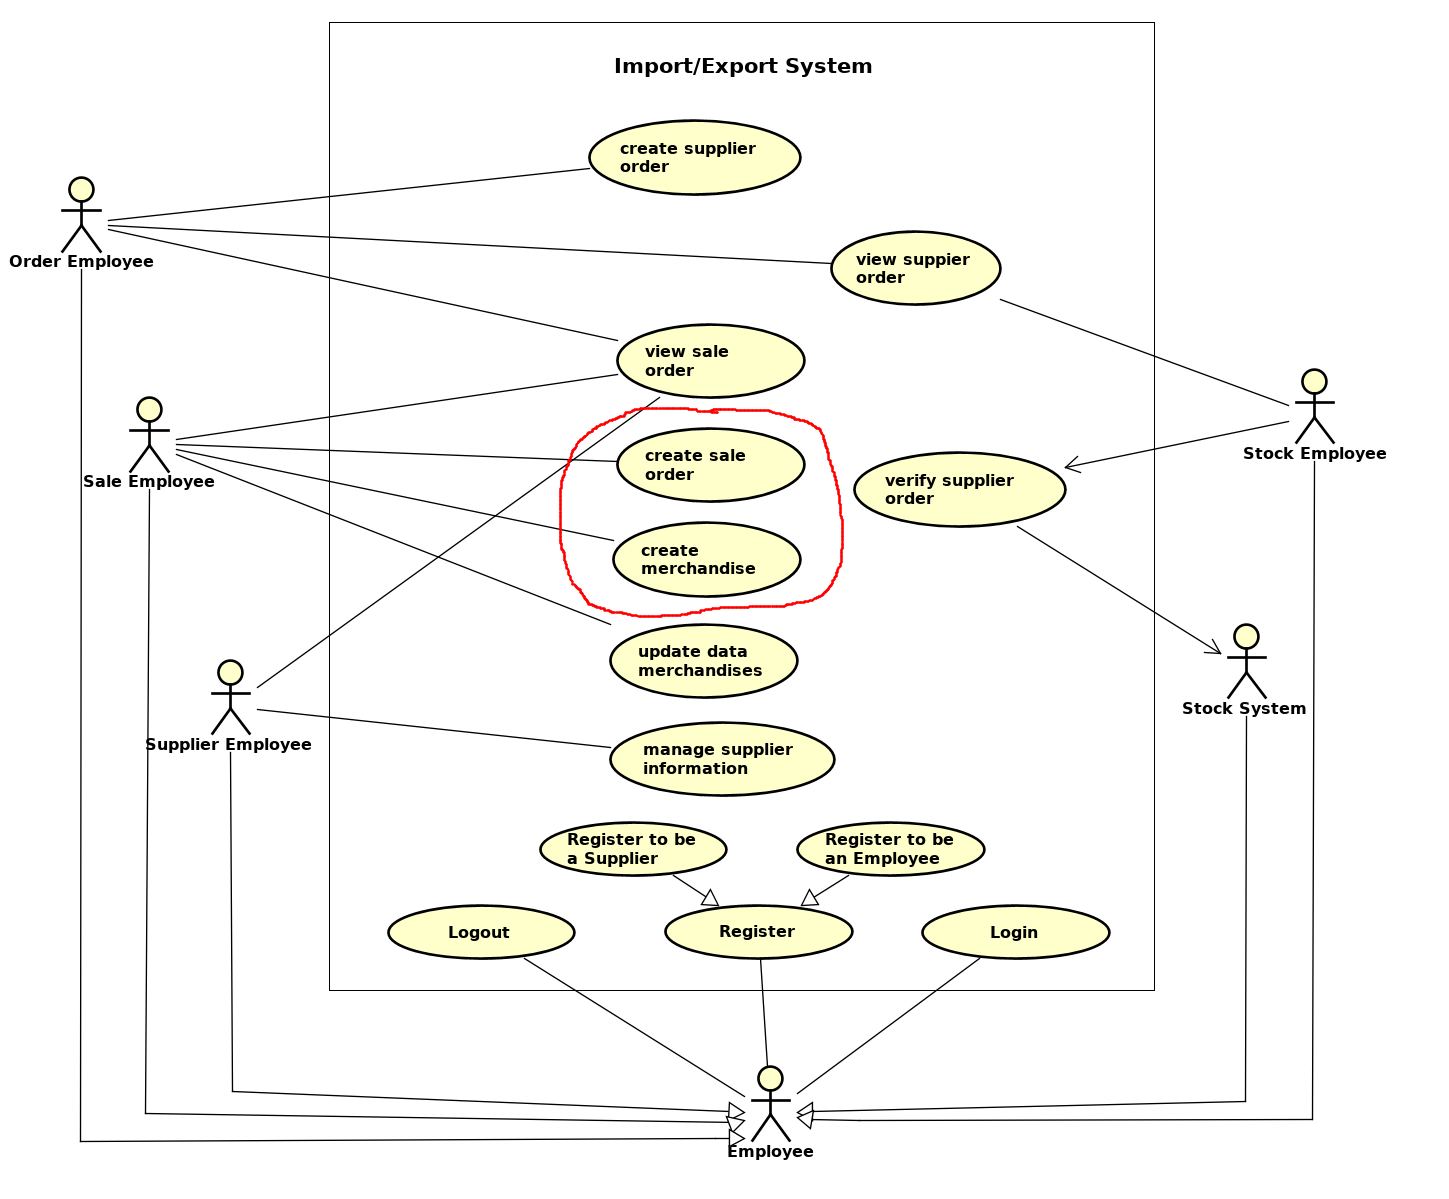 Import/Export System
create supplier
order
Order Employee
view suppier
order
view sale
order
Sale Employee
create sale
order
Stock Employee
verify supplier
order
create
merchandise
update data
merchandises
Stock System
Supplier Employee
manage supplier
information
Register to be
a Supplier
Register to be
an Employee
Logout
Register
Login
Employee